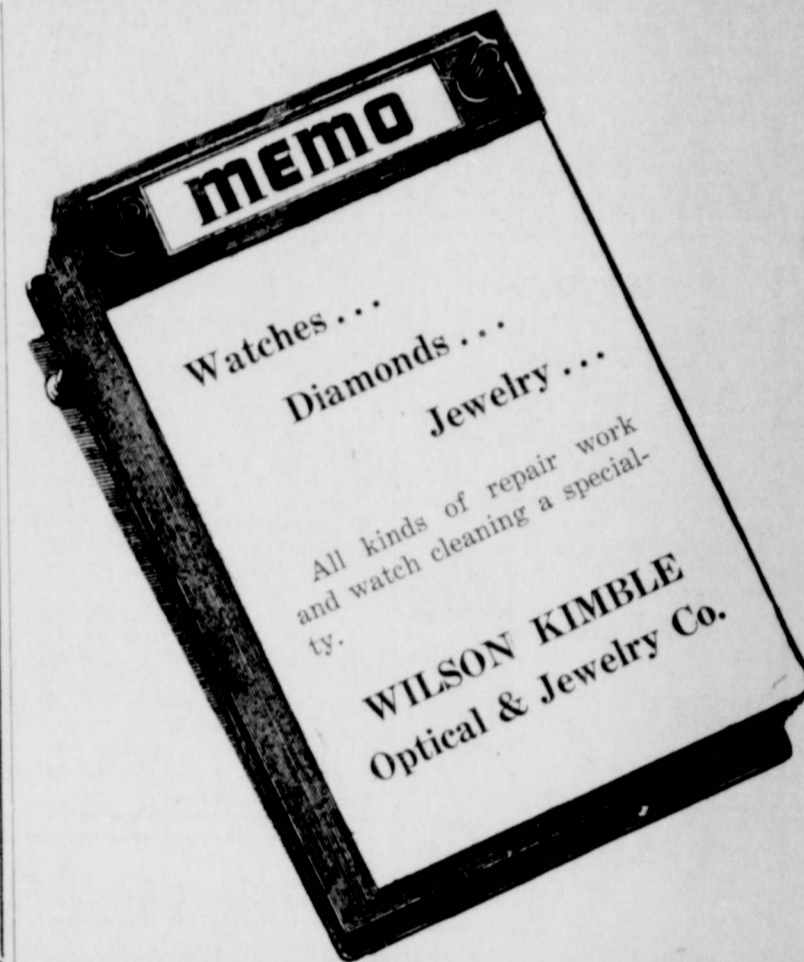 MEMO
Watches...
Diamonds...
Jewelry...
All kinds of repair work
and watch cleaning a special-
ty.
WILSON KIMBLE
Optical & Jewelry Co.